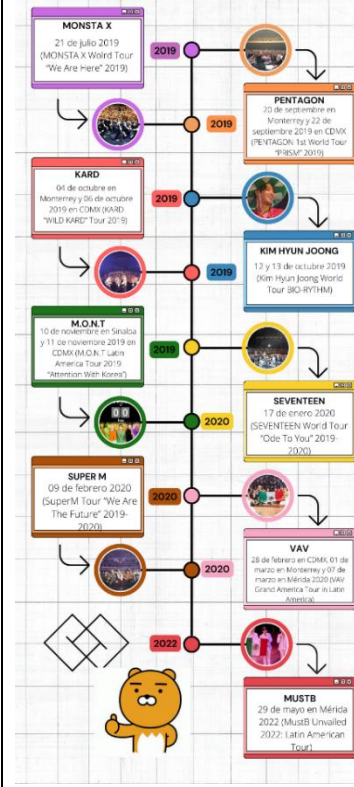 MONSTA X
21 de julio 2019
(MONSTA X Wolrd Tour
“We Are Here” 2019)
2019
PENTAGON
20 de septiembre en
Monterrey y 22 de
septiembre 2019 en CDMX
(PENTAGON 1st World Tour
“PRISM” 2019)
2019
KARD
04 de octubre en
Monterrey y 06 de octubre
2019 en CDMX (KARD
“WILD KARD” Tour 2019)
2019
KIM HYUN JOONG
12 y 13 de octubre 2019
(Kim Hyun Joong World
Tour BIO-RYTHM)
2019
M.O.N.T
10 de noviembre en Sinaloa
y 11 de noviembre 2019 en
CDMX (M.O.N.T Latin
America Tour 2019
“Attention With Korea”)
2019
SEVENTEEN
17 de enero 2020
(SEVENTEEN World Tour
“Ode To You” 2019-
2020)
2020
SUPER M
09 de febrero 2020
(SuperM Tour “We Are
The Future” 2019-
2020)
2020
VAV
28 de febrero en CDMX, 01 de
marzo en Monterrey y 07 de
marzo en Mérida 2020 (VAV
Grand America Tour in Latin
America)
2020
2022
MUSTB
29 de mayo en Mérida
2022 (MustB Unvailed
2022: Latin American
Tour)